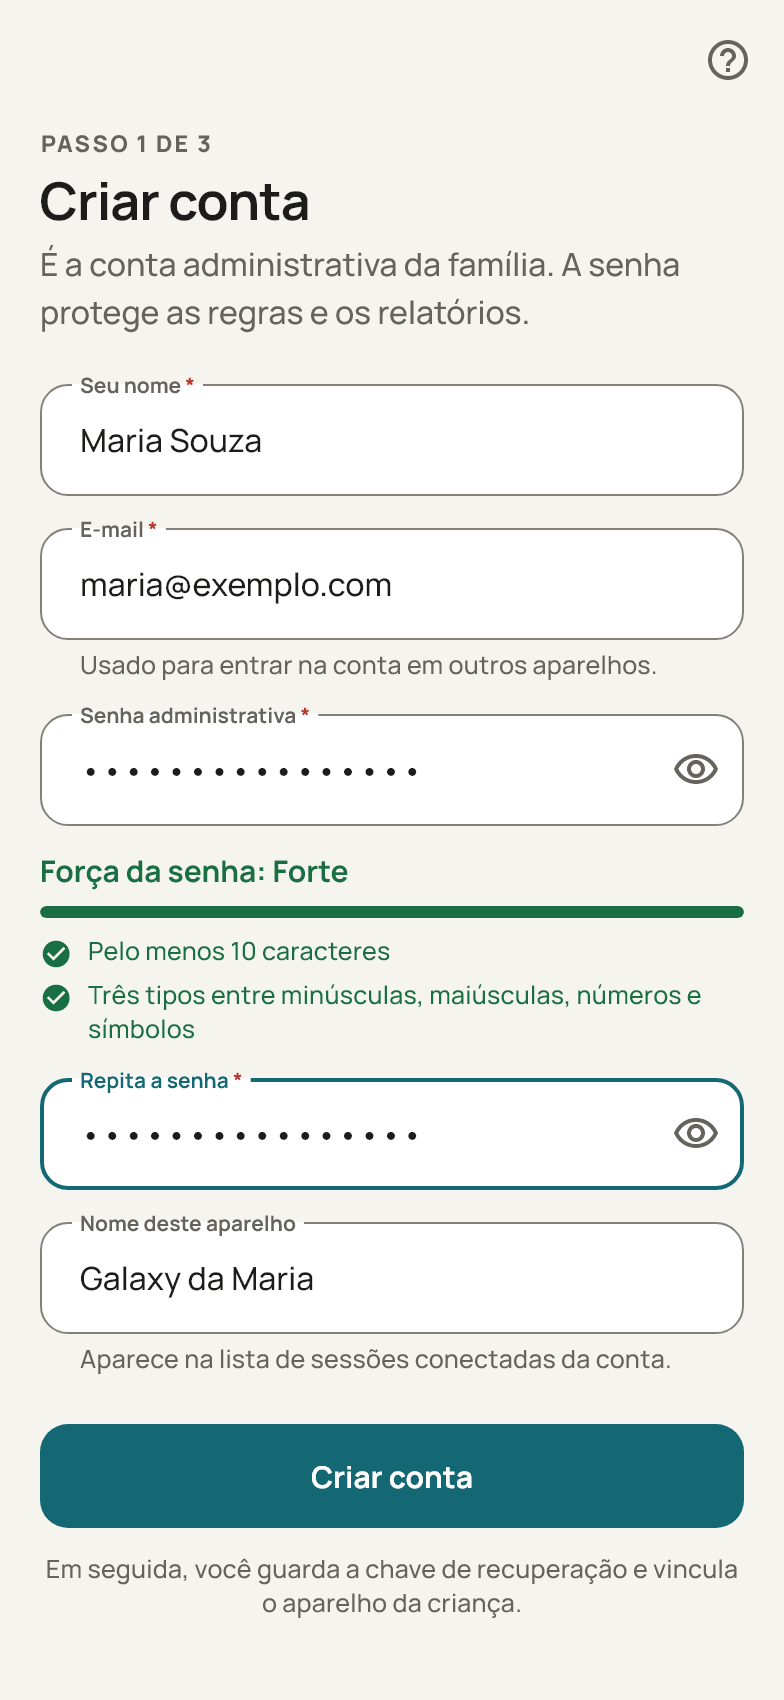 PASSO 1 DE 3
Criar conta
É a conta administrativa da família. A senha
protege as regras e os relatórios.
Seu nome *
Maria Souza
E-mail *
maria@exemplo.com
Usado para entrar na conta em outros aparelhos.
Senha administrativa *
••••••••••••••••
Força da senha: Forte
Pelo menos 10 caracteres
Três tipos entre minúsculas, maiúsculas, números e
símbolos
Repita a senha *
••••••••••••••••
Nome deste aparelho
Galaxy da Maria
Aparece na lista de sessões conectadas da conta.
Criar conta
Em seguida, você guarda a chave de recuperação e vincula
o aparelho da criança.